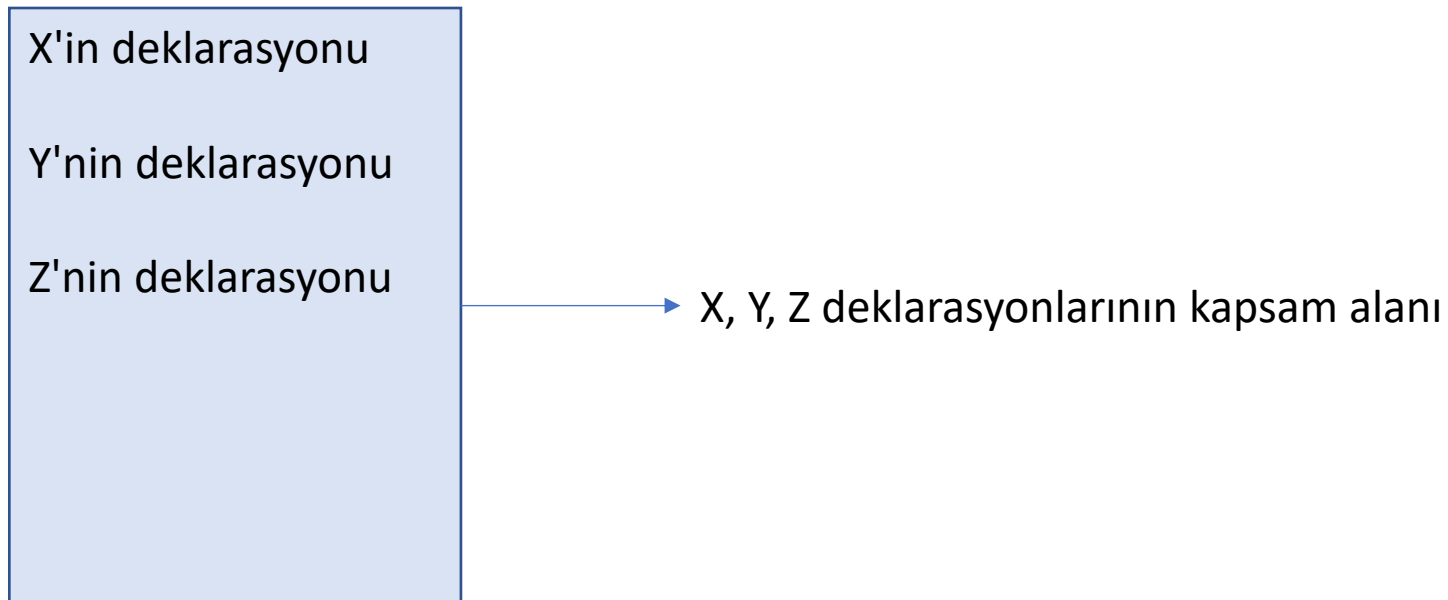 X'in deklarasyonu
Y'nin deklarasyonu
Z'nin deklarasyonu
X, Y, Z deklarasyonlarının kapsam alanı